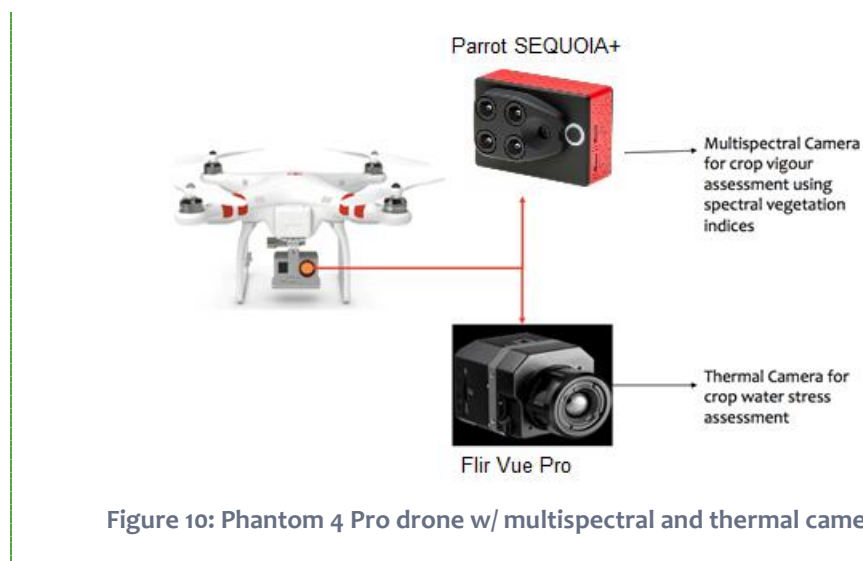 Parrot SEQUOIA+
Multispectral Camera
for crop vigour
assessment using
spectral vegetation
indices
Thermal Camera for
crop water stress
assessment
Flir Vue Pro
Figure 10: Phantom 4 Pro drone w/ multispectral and thermal came